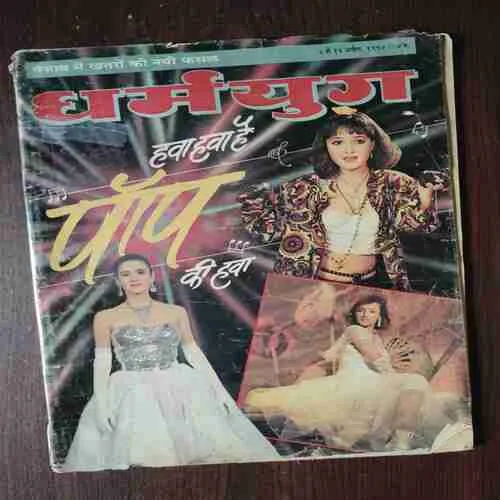 पंजाब में खतरों की नयी फसल
धर्मयुग
हवा हवा है
पॉप
की हवा